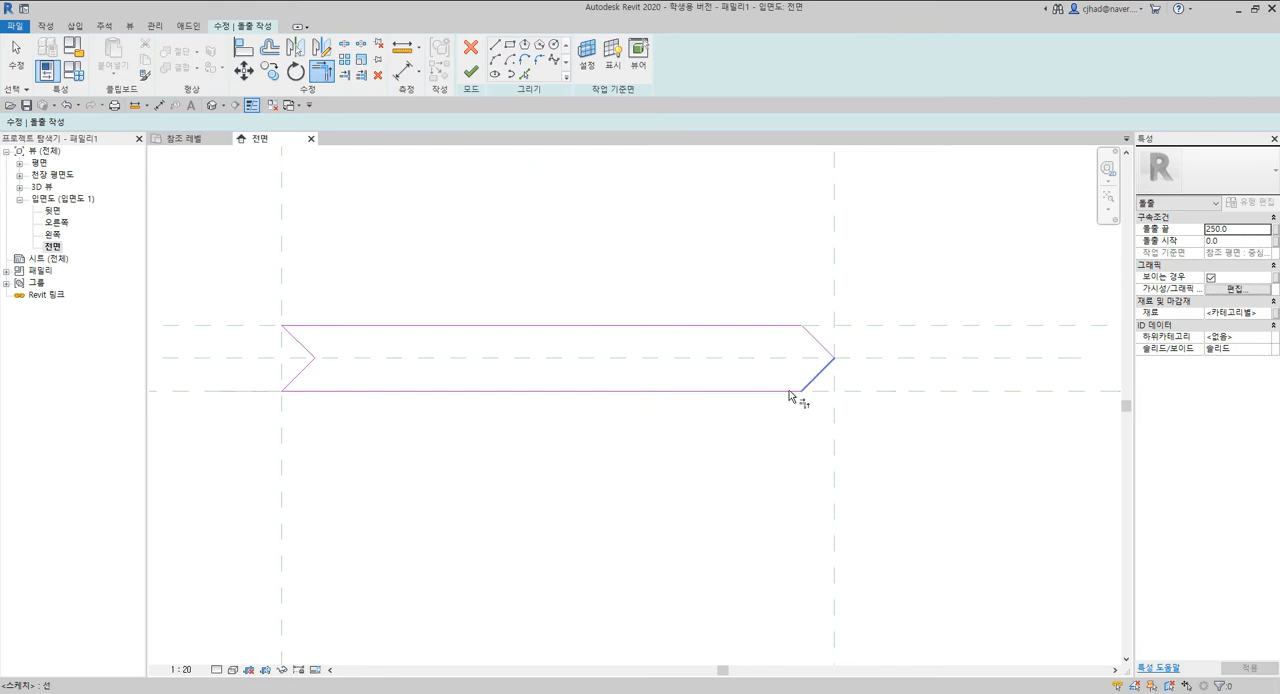 Autodesk Revit 2020 - 학생용 버전 - 패밀리1 - 입면도: 전면
cjhad@naver....
파일 작성 삽입 주석 뷰 관리 애드인 수정 | 돌출 작성
수정 절단 설정 표시 뷰어
붙여넣기 결합
선택 특성 클립보드 형상 수정 측정 작성 모드 그리기 작업 기준면
수정 | 돌출 작성
프로젝트 탐색기 - 패밀리1
참조 레벨
전면
특성
뷰 (전체)
평면
천장 평면도
3D 뷰
입면도 (입면도 1)
뒷면
오른쪽
왼쪽
전면
시트 (전체)
패밀리
그룹
Revit 링크
돌출
유형 편집
구속조건
돌출 끝 250.0
돌출 시작 0.0
작업 기준면 참조 평면 : 중심...
그래픽
보이는 경우
가시성/그래픽 ... 편집...
재료 및 마감재
재료 <카테고리별>
ID 데이터
하위카테고리 <없음>
솔리드/보이드 솔리드
1 : 20
특성 도움말
적용
<스케치> : 선
:0